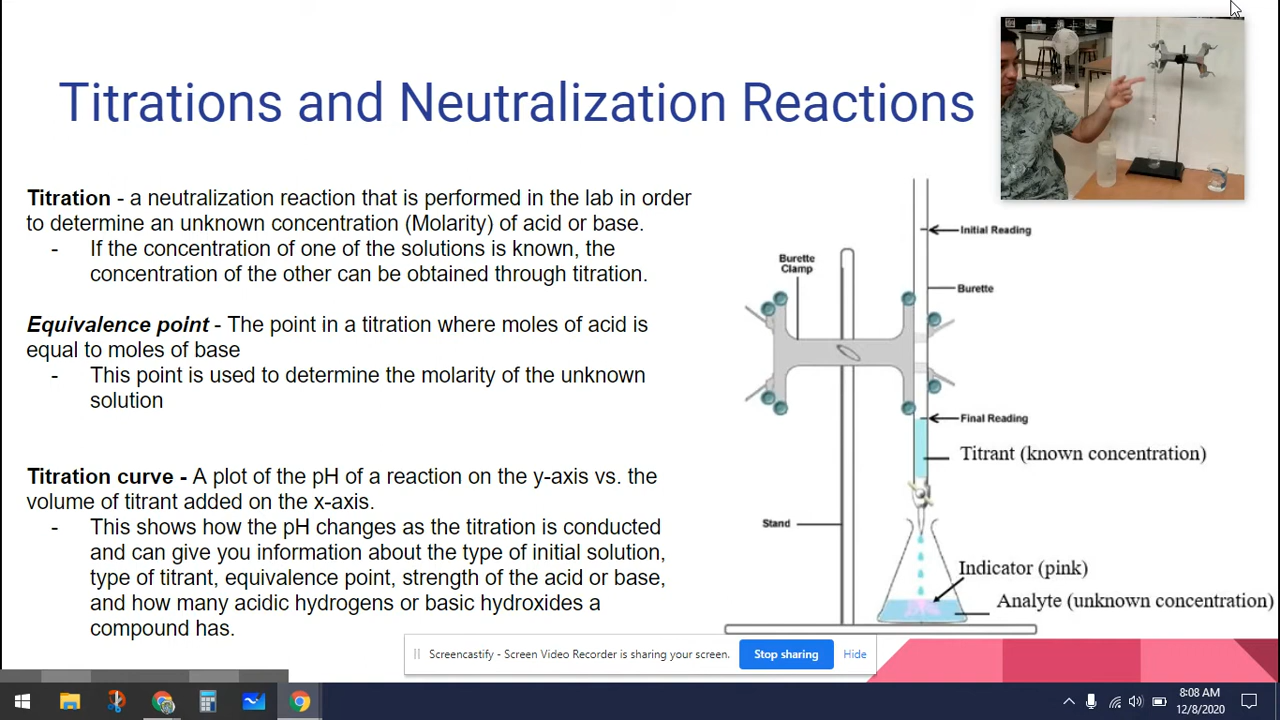 Titrations and Neutralization Reactions
Titration - a neutralization reaction that is performed in the lab in order
to determine an unknown concentration (Molarity) of acid or base.
- If the concentration of one of the solutions is known, the
concentration of the other can be obtained through titration.
Equivalence point - The point in a titration where moles of acid is
equal to moles of base
- This point is used to determine the molarity of the unknown
solution
Titration curve - A plot of the pH of a reaction on the y-axis vs. the
volume of titrant added on the x-axis.
- This shows how the pH changes as the titration is conducted
and can give you information about the type of initial solution,
type of titrant, equivalence point, strength of the acid or base,
and how many acidic hydrogens or basic hydroxides a
compound has.
Initial Reading
Burette
Clamp
Burette
Final Reading
Titrant (known concentration)
Stand
Indicator (pink)
Analyte (unknown concentration)
Screencastify - Screen Video Recorder is sharing your screen.
Stop sharing
Hide
8:08 AM
12/8/2020